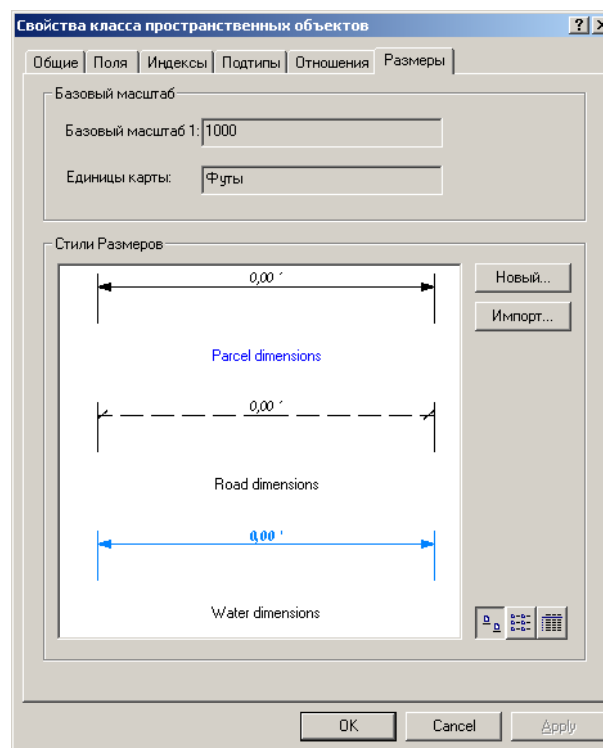 Свойства класса пространственных объектов
Общие Поля Индексы Подтипы Отношения Размеры
Базовый масштаб
Базовый масштаб 1: 1000
Единицы карты: Футы
Стили Размеров
0,00 '
Новый...
Импорт...
Parcel dimensions
0,00 '
Road dimensions
0,00 '
Water dimensions
OK Cancel Apply